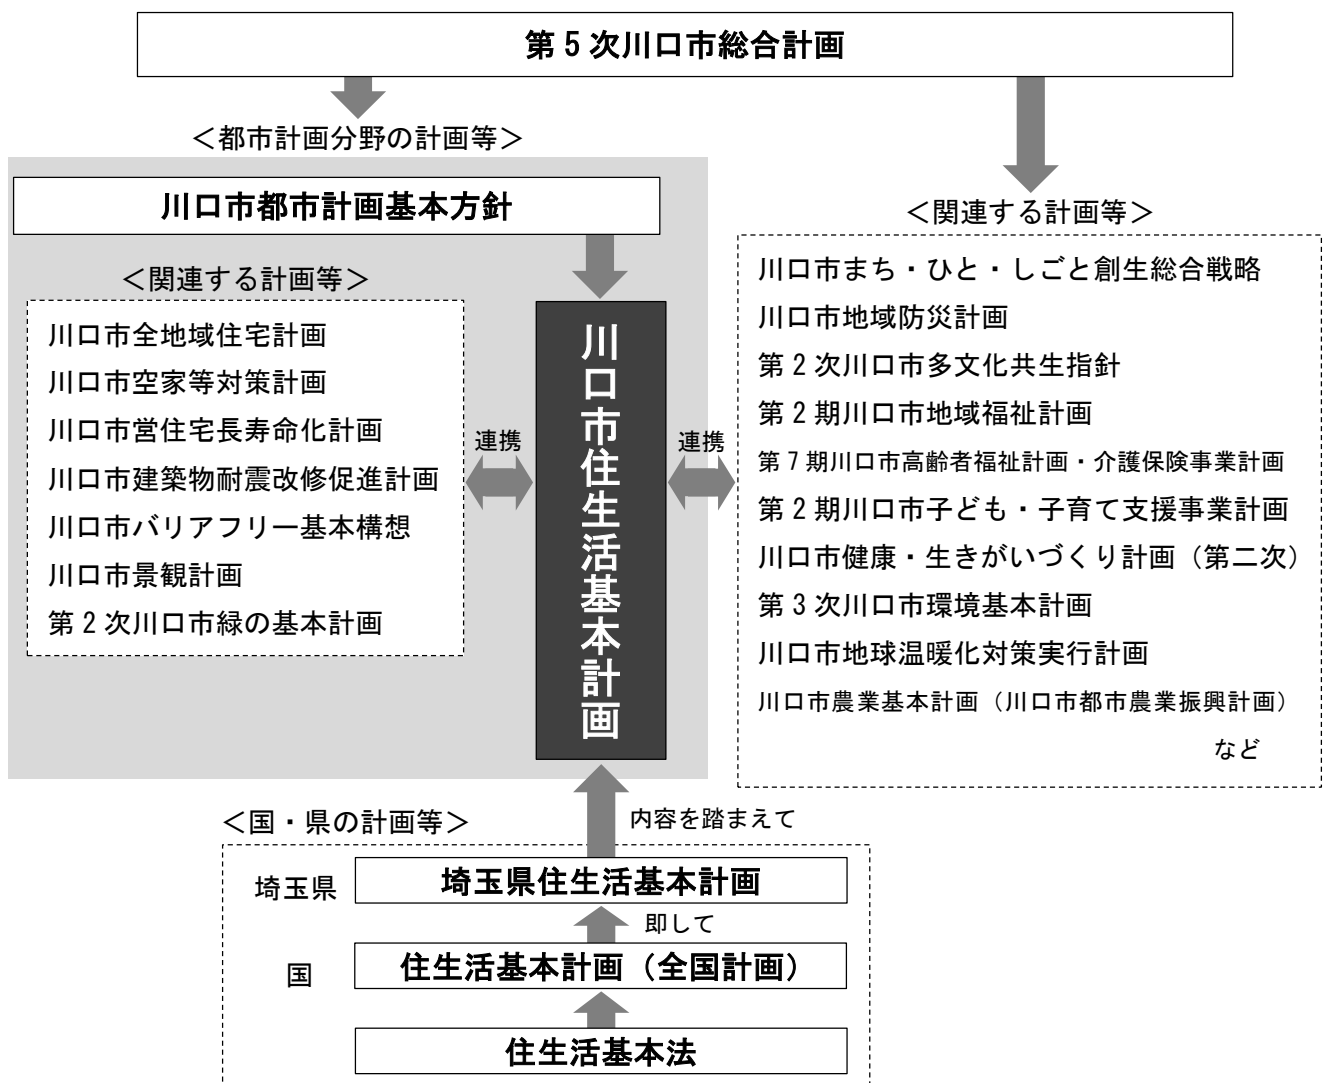 第5次川口市総合計画
＜都市計画分野の計画等＞
川口市都市計画基本方針
＜関連する計画等＞
川口市全地域住宅計画
川口市空家等対策計画
川口市営住宅長寿命化計画
川口市建築物耐震改修促進計画
川口市バリアフリー基本構想
川口市景観計画
第2次川口市緑の基本計画
連携
川口市住生活基本計画
連携
＜関連する計画等＞
川口市まち・ひと・しごと創生総合戦略
川口市地域防災計画
第2次川口市多文化共生指針
第2期川口市地域福祉計画
第7期川口市高齢者福祉計画・介護保険事業計画
第2期川口市子ども・子育て支援事業計画
川口市健康・生きがいづくり計画（第二次）
第3次川口市環境基本計画
川口市地球温暖化対策実行計画
川口市農業基本計画（川口市都市農業振興計画）
など
＜国・県の計画等＞
内容を踏まえて
埼玉県
埼玉県住生活基本計画
即して
国
住生活基本計画（全国計画）
住生活基本法